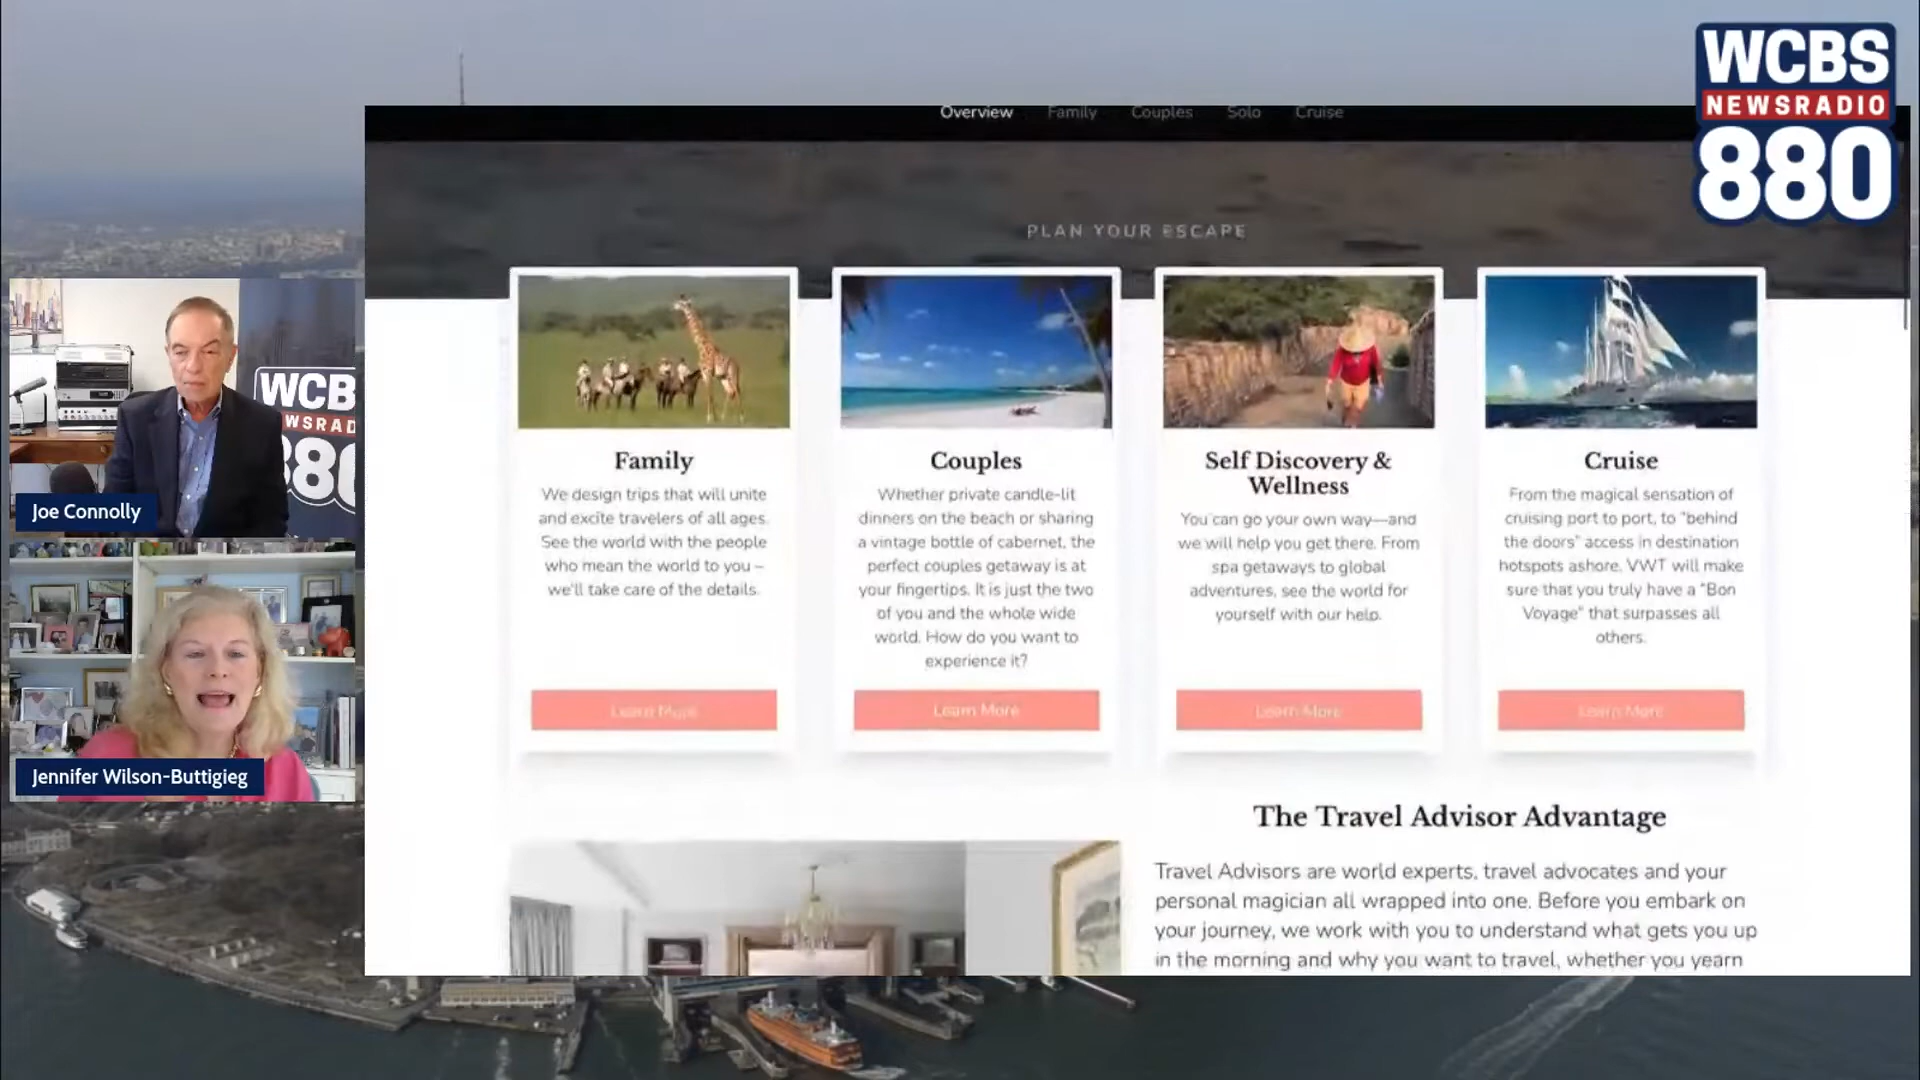 WCBS
NEWSRADIO
880
Overview Family Couples Solo Cruise
PLAN YOUR ESCAPE
Family
We design trips that will unite
and excite travelers of all ages.
See the world with the people
who mean the world to you –
we'll take care of the details.
Learn More
Couples
Whether private candle-lit
dinners on the beach or sharing
a vintage bottle of cabernet, the
perfect couples getaway is at
your fingertips. It is just the two
of you and the whole wide
world. How do you want to
experience it?
Learn More
Self Discovery &
Wellness
You can go your own way—and
we will help you get there. From
spa getaways to global
adventures, see the world for
yourself with our help.
Learn More
Cruise
From the magical sensation of
cruising port to port, to "behind
the doors" access in destination
hotspots ashore. VWT will make
sure that you truly have a "Bon
Voyage" that surpasses all
others.
Learn More
The Travel Advisor Advantage
Travel Advisors are world experts, travel advocates and your
personal magician all wrapped into one. Before you embark on
your journey, we work with you to understand what gets you up
in the morning and why you want to travel, whether you yearn
WCB
WSRAD
880
Joe Connolly
Jennifer Wilson-Buttigieg